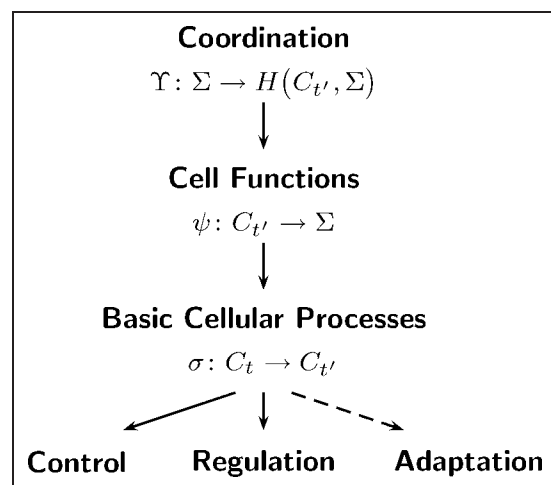 Coordination
ϒ: Σ → H(C_{t′}, Σ)
Cell Functions
ψ: C_{t′} → Σ
Basic Cellular Processes
σ: C_t → C_{t′}
Control Regulation Adaptation